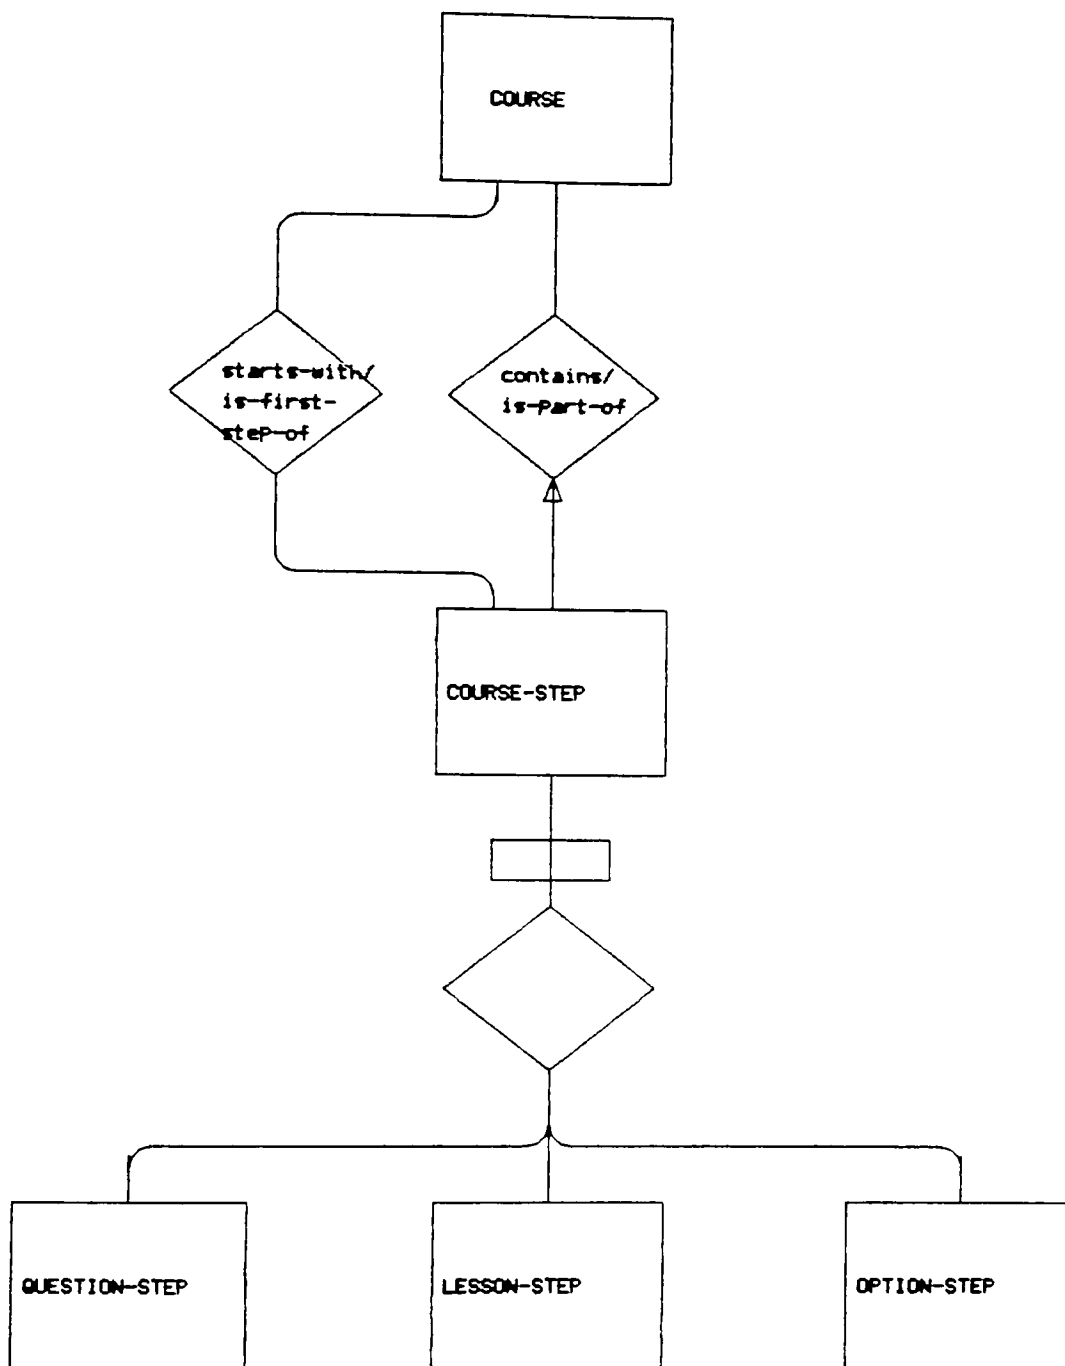 COURSE
starts-with/
is-first-
step-of
contains/
is-Part-of
COURSE-STEP
QUESTION-STEP
LESSON-STEP
OPTION-STEP